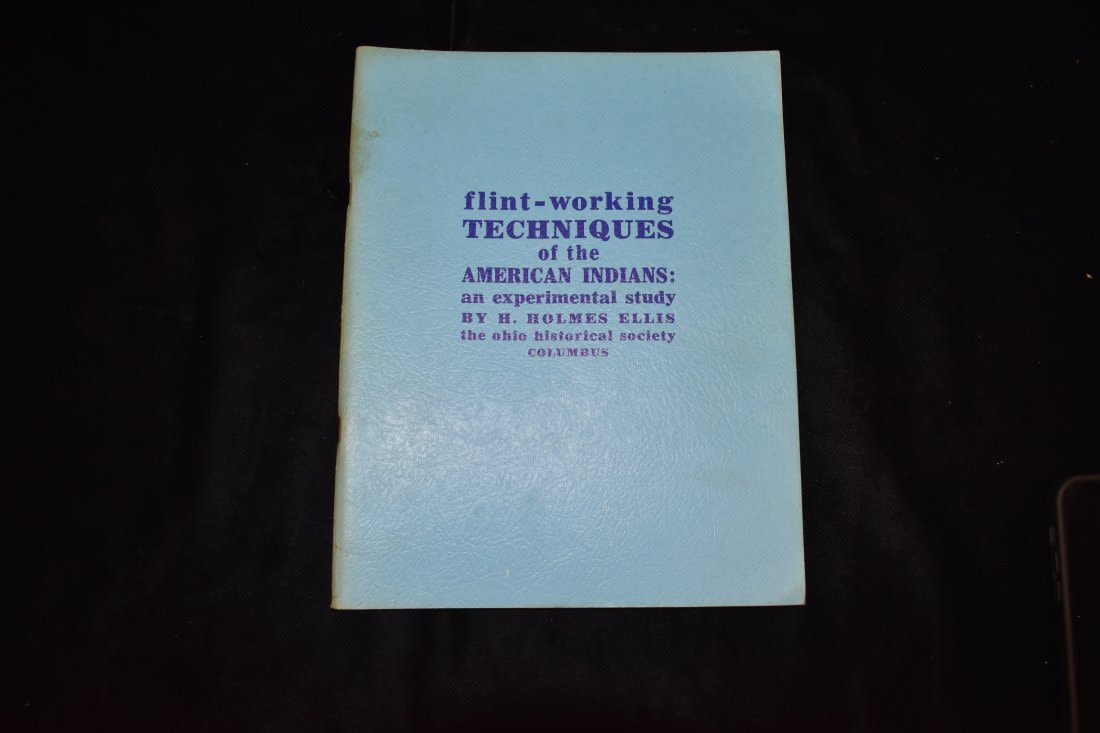 flint-working
TECHNIQUES
of the
AMERICAN INDIANS:
an experimental study
BY H. HOLMES ELLIS
the ohio historical society
COLUMBUS